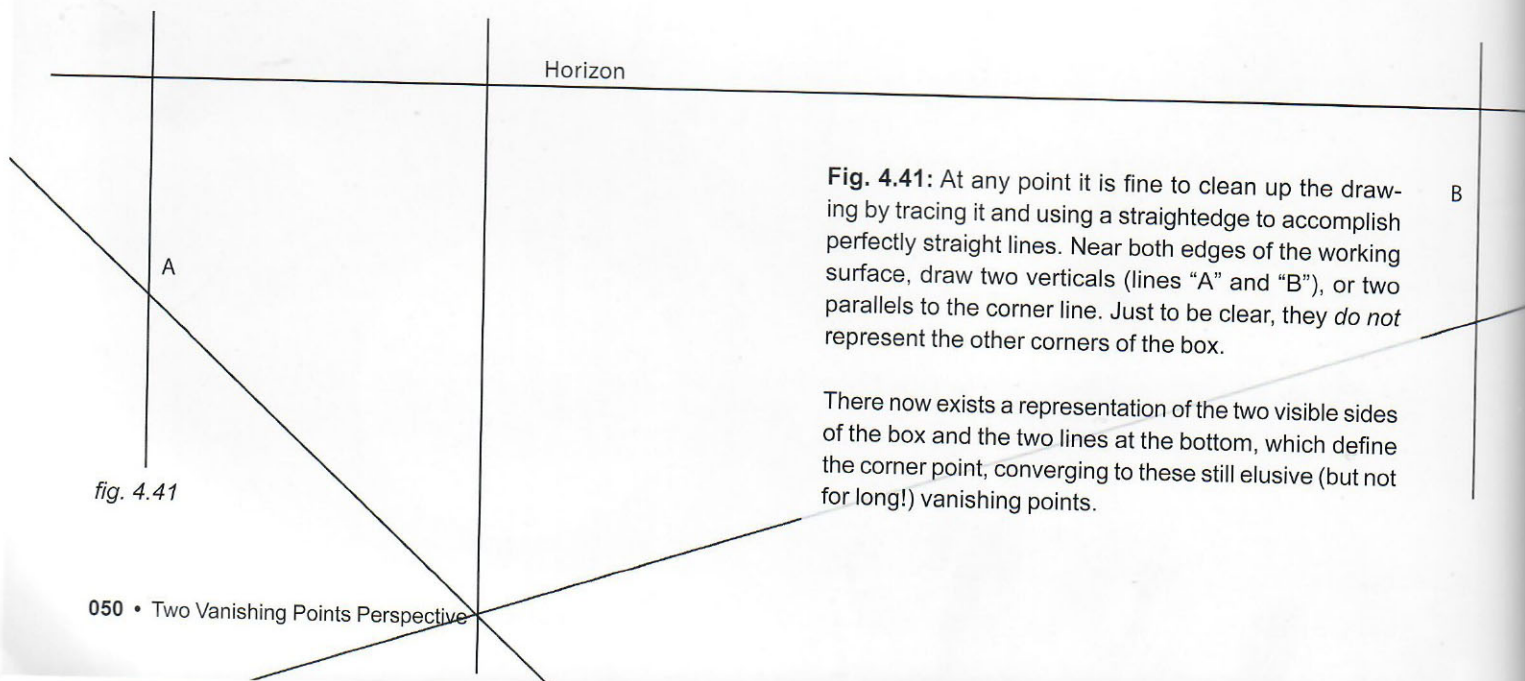 Horizon
Fig. 4.41: At any point it is fine to clean up the draw-
ing by tracing it and using a straightedge to accomplish
perfectly straight lines. Near both edges of the working
surface, draw two verticals (lines “A” and “B”), or two
parallels to the corner line. Just to be clear, they do not
represent the other corners of the box.
There now exists a representation of the two visible sides
of the box and the two lines at the bottom, which define
the corner point, converging to these still elusive (but not
for long!) vanishing points.
B
A
fig. 4.41
050 • Two Vanishing Points Perspective